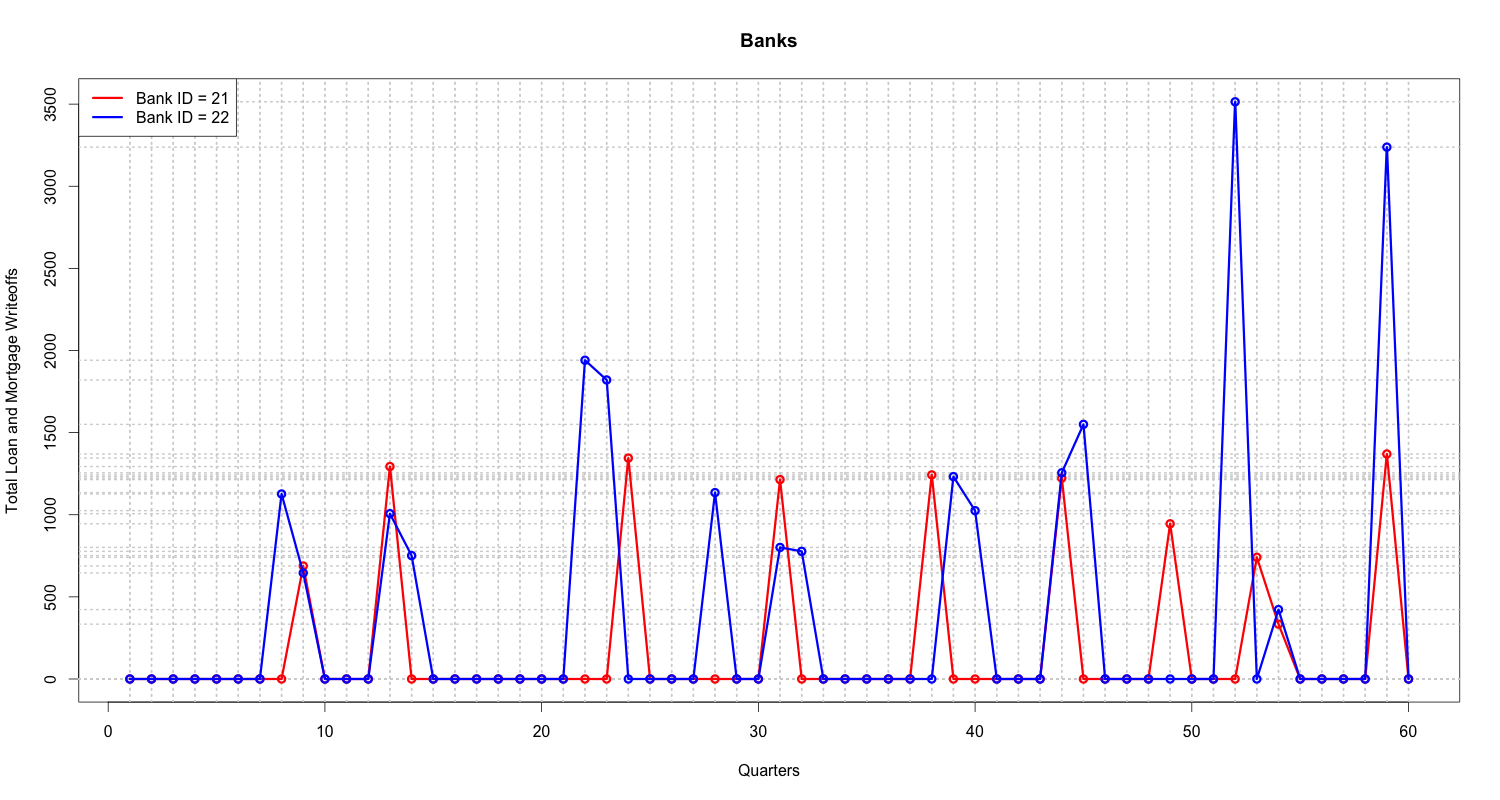 Banks
Bank ID = 21
Bank ID = 22
Total Loan and Mortgage Writeoffs
3500
3000
2500
2000
1500
1000
500
0
0 10 20 30 40 50 60
Quarters